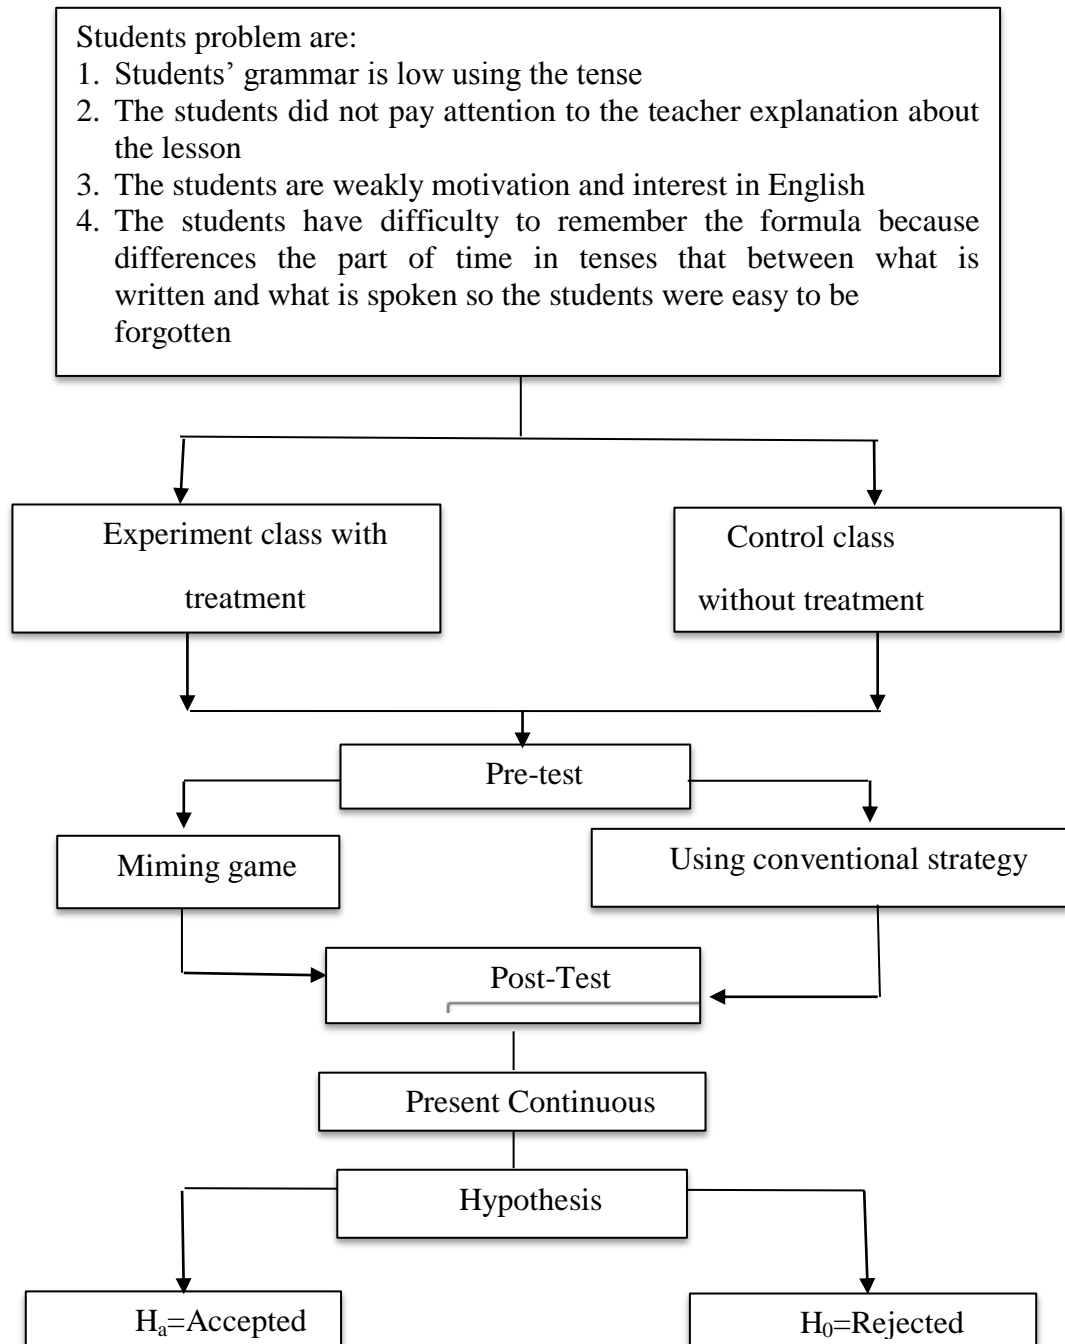 Students problem are:
1. Students’ grammar is low using the tense
2. The students did not pay attention to the teacher explanation about
the lesson
3. The students are weakly motivation and interest in English
4. The students have difficulty to remember the formula because
differences the part of time in tenses that between what is
written and what is spoken so the students were easy to be
forgotten
Experiment class with
treatment
Control class
without treatment
Pre-test
Miming game
Using conventional strategy
Post-Test
Present Continuous
Hypothesis
Hₐ=Accepted
H₀=Rejected